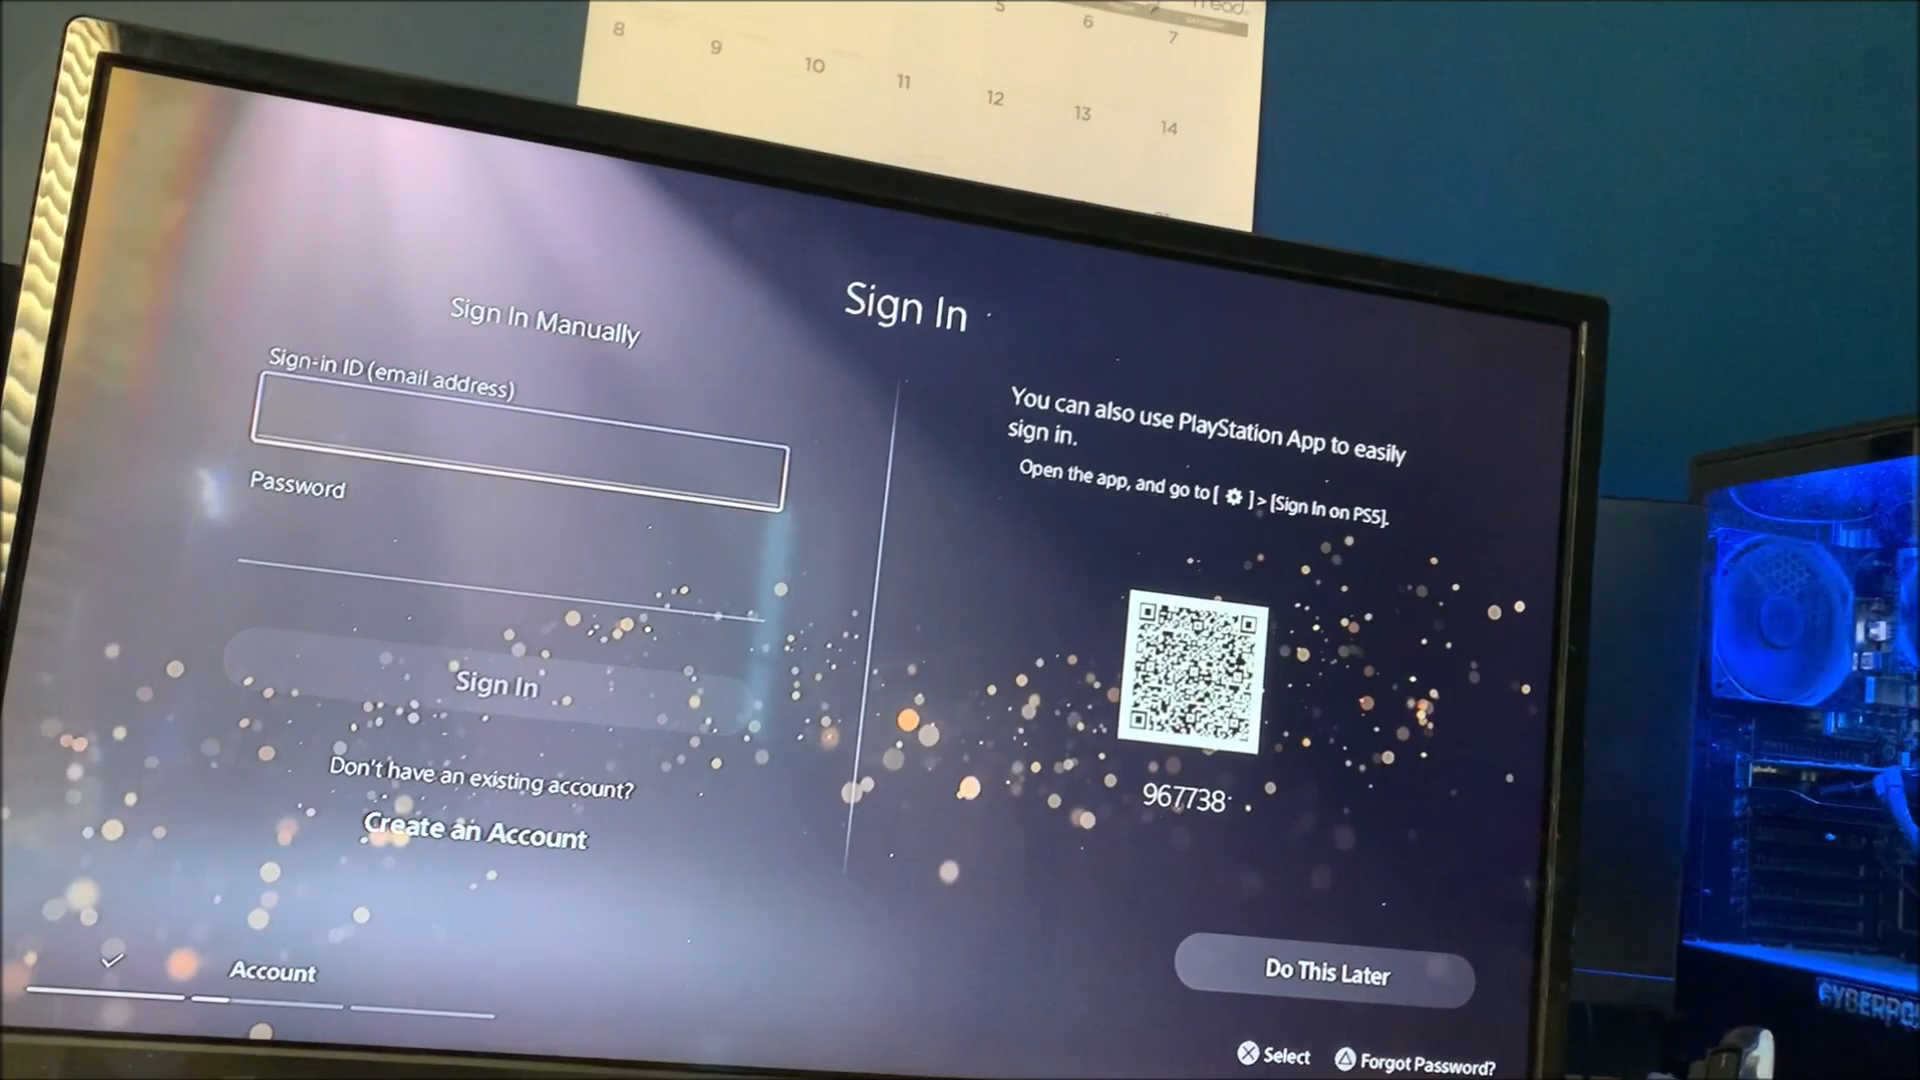 5
6
7
8
9
10
11
12
13
14
Sign In
Sign In Manually
Sign-in ID (email address)
Password
Sign In
Don't have an existing account?
Create an Account
You can also use PlayStation App to easily
sign in.
Open the app, and go to [ ⚙ ] > [Sign In on PS5].
967738
Do This Later
Account
Select
Forgot Password?